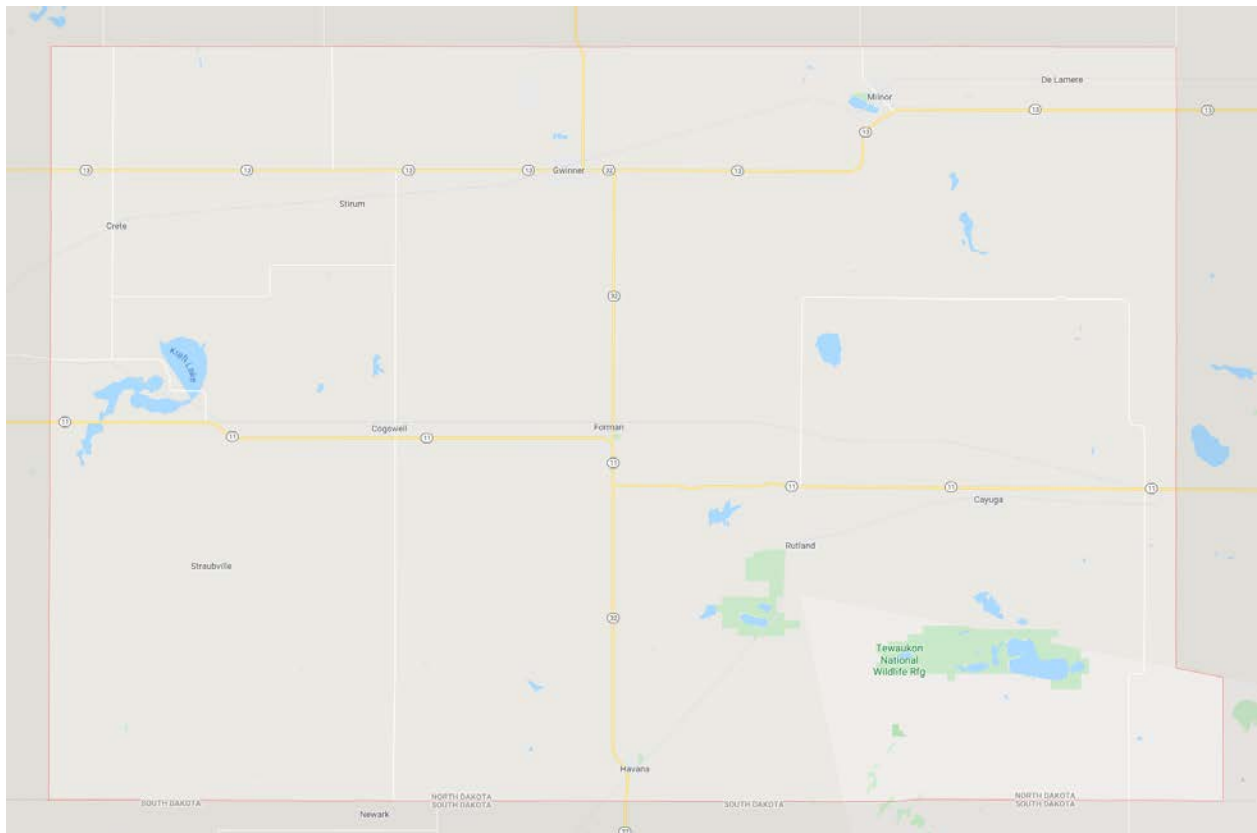 De Lamere
Milnor
13
13
13
13
13
13
13
Gwinner
32
13
Stirum
Crete
32
Kraft Lake
11
11
Cogswell
11
Forman
11
11
11
11
Cayuga
Rutland
Straubville
32
Tewaukon
National
Wildlife Rfg
Havana
SOUTH DAKOTA
NORTH DAKOTA
SOUTH DAKOTA
SOUTH DAKOTA
NORTH DAKOTA
SOUTH DAKOTA
Newark